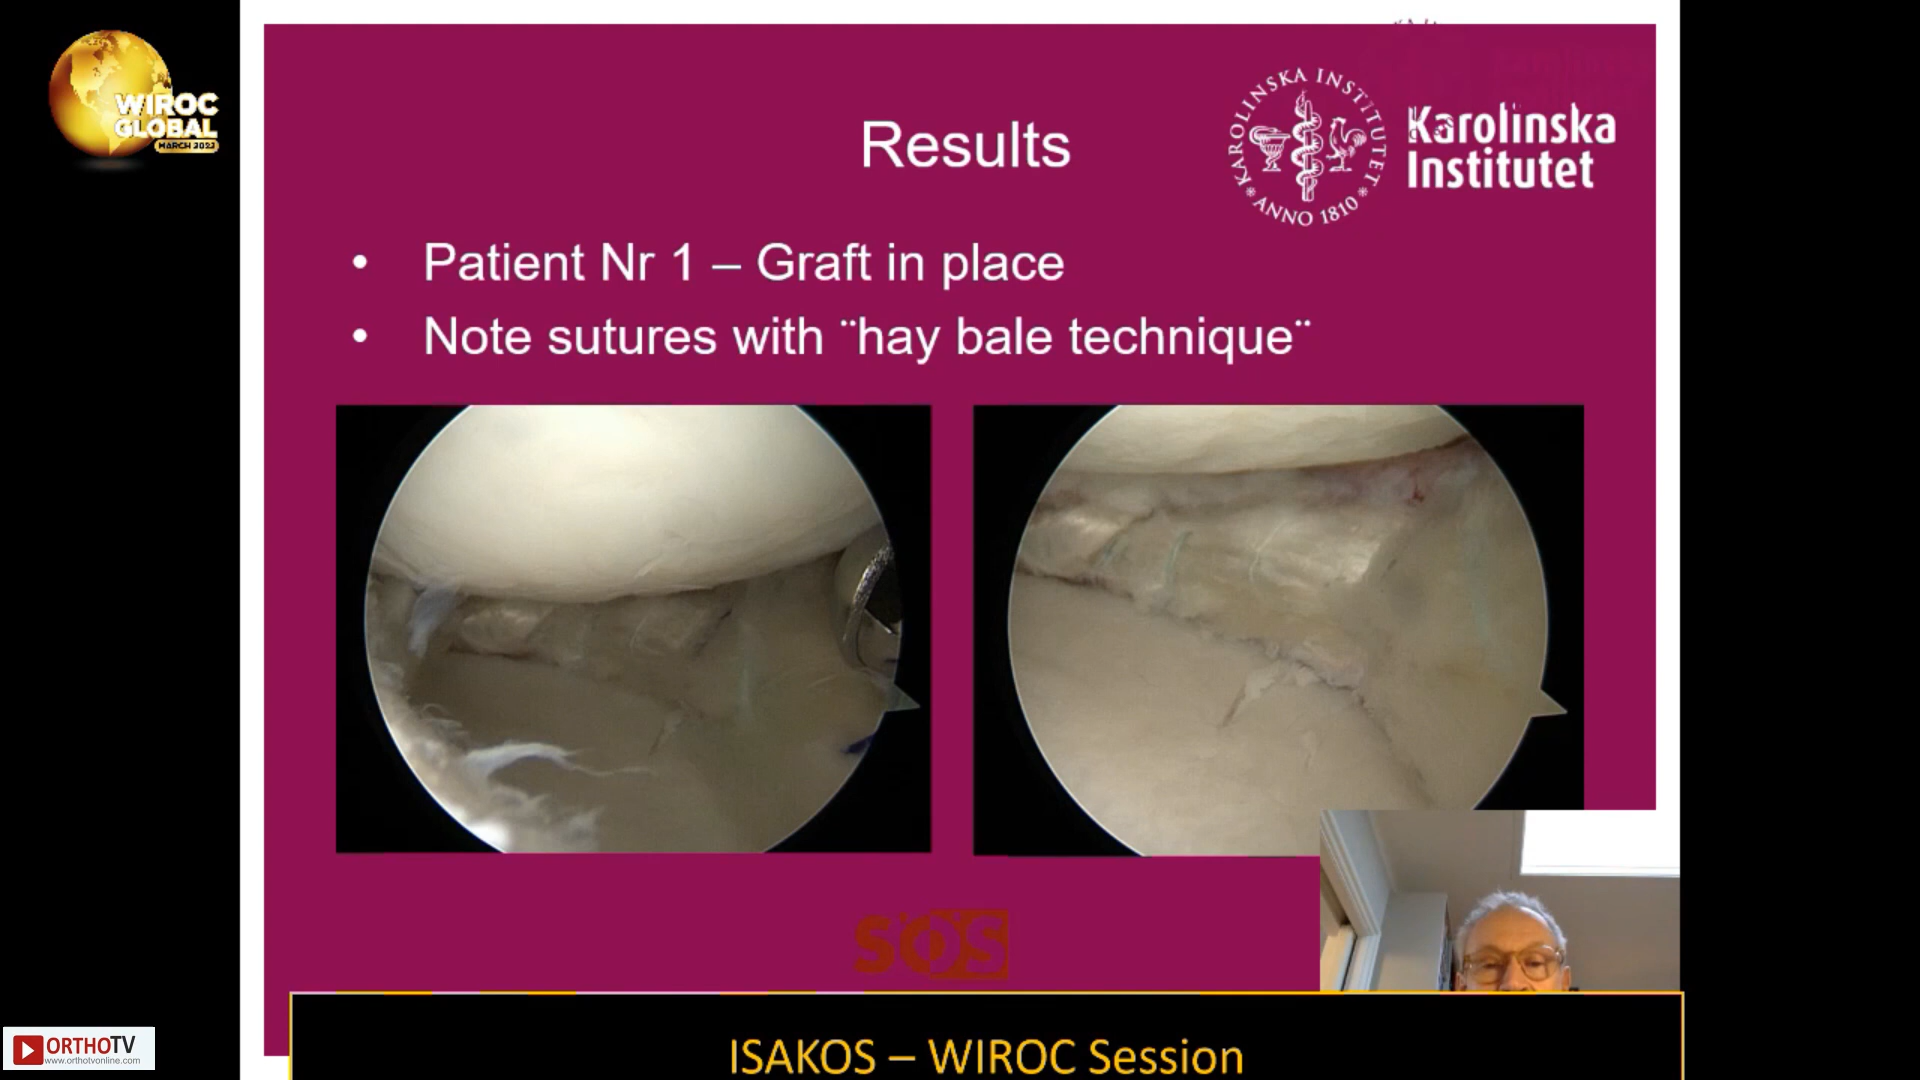 WIROC
GLOBAL
MARCH 2023
Results
KAROLINSKA INSTITUTET
ANNO 1810
Karolinska
Institutet
• Patient Nr 1 – Graft in place
• Note sutures with ¨hay bale technique¨
SOS
ORTHOTV
www.orthotvonline.com
ISAKOS – WIROC Session